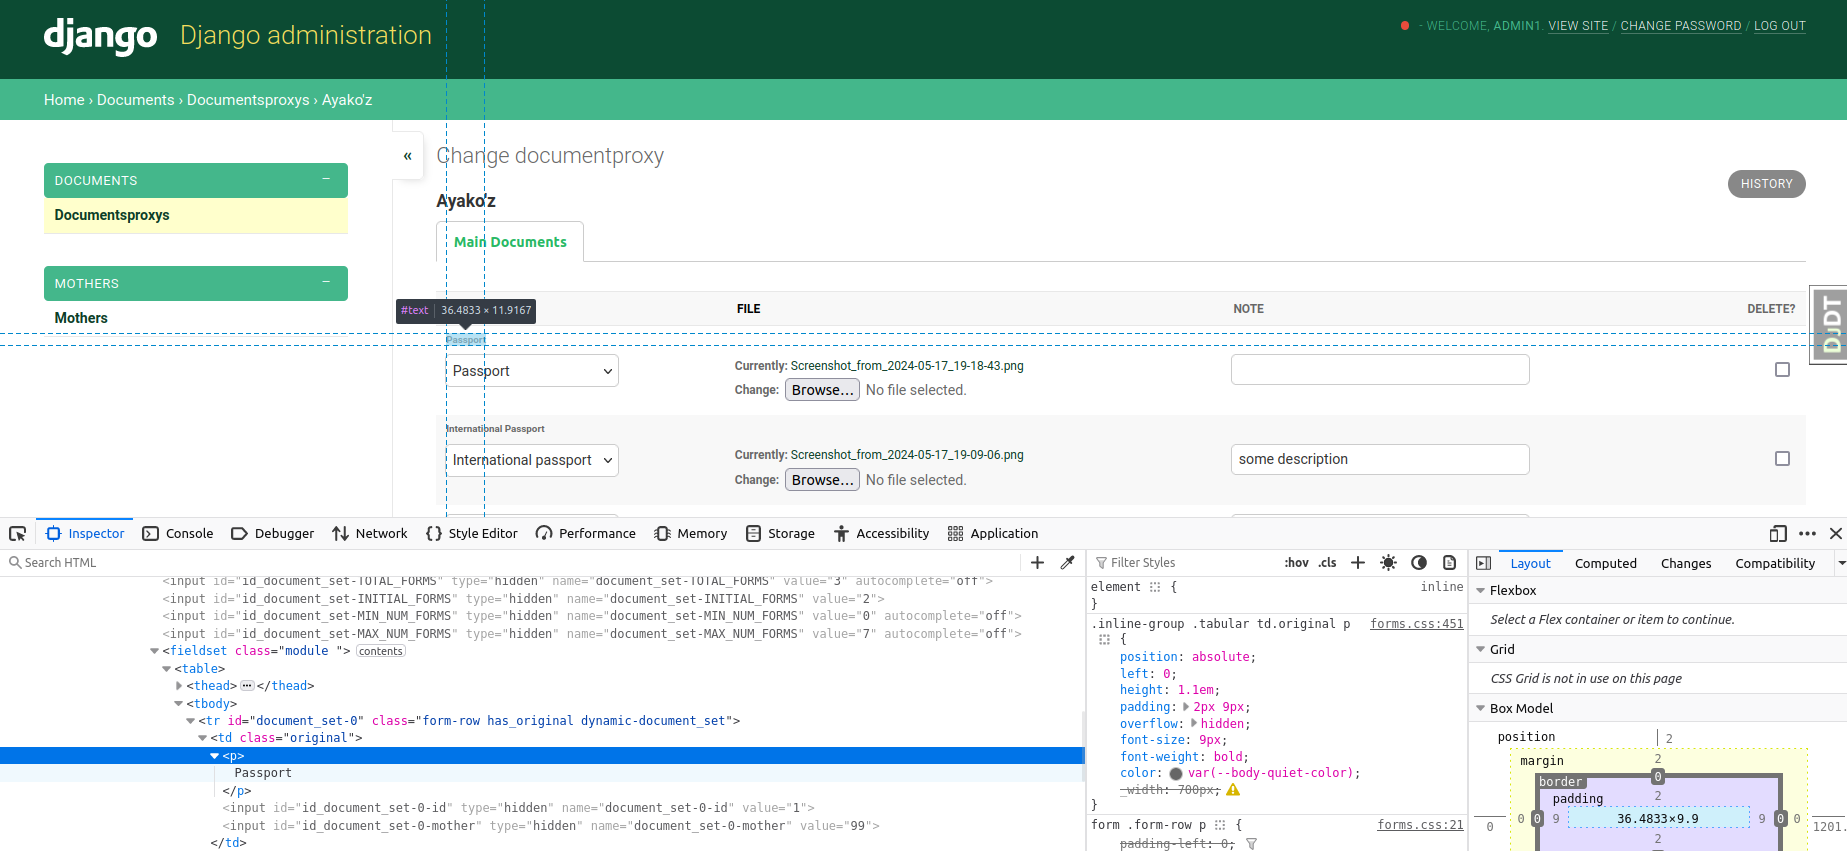 django Django administration
- WELCOME, ADMIN1. VIEW SITE / CHANGE PASSWORD / LOG OUT
Home › Documents › Documentsproxys › Ayako'z
DOCUMENTS −
Documentsproxys
MOTHERS −
Mothers
«
Change documentproxy
HISTORY
Ayako'z
Main Documents
#text 36.4833 × 11.9167
FILE NOTE DELETE?
Passport
Passport
Currently: Screenshot_from_2024-05-17_19-18-43.png
Change: Browse... No file selected.
International Passport
International passport
Currently: Screenshot_from_2024-05-17_19-09-06.png
Change: Browse... No file selected.
some description
DJDT
Inspector Console Debugger Network Style Editor Performance Memory Storage Accessibility Application
Search HTML
<input id="id_document_set-TOTAL_FORMS" type="hidden" name="document_set-TOTAL_FORMS" value="3" autocomplete="off">
<input id="id_document_set-INITIAL_FORMS" type="hidden" name="document_set-INITIAL_FORMS" value="2">
<input id="id_document_set-MIN_NUM_FORMS" type="hidden" name="document_set-MIN_NUM_FORMS" value="0" autocomplete="off">
<input id="id_document_set-MAX_NUM_FORMS" type="hidden" name="document_set-MAX_NUM_FORMS" value="7" autocomplete="off">
<fieldset class="module "> contents
<table>
<thead> ••• </thead>
<tbody>
<tr id="document_set-0" class="form-row has_original dynamic-document_set">
<td class="original">
<p>
Passport
</p>
<input id="id_document_set-0-id" type="hidden" name="document_set-0-id" value="1">
<input id="id_document_set-0-mother" type="hidden" name="document_set-0-mother" value="99">
</td>
Filter Styles :hov .cls
element { inline
}
.inline-group .tabular td.original p forms.css:451
{
position: absolute;
left: 0;
height: 1.1em;
padding: 2px 9px;
overflow: hidden;
font-size: 9px;
font-weight: bold;
color: var(--body-quiet-color);
_width: 700px;
}
form .form-row p { forms.css:21
padding-left: 0;
Layout Computed Changes Compatibility
Flexbox
Select a Flex container or item to continue.
Grid
CSS Grid is not in use on this page
Box Model
position 2
margin 2
border 0
padding 2
0 0 0 9 36.4833×9.9 9 0 0 1201.
2